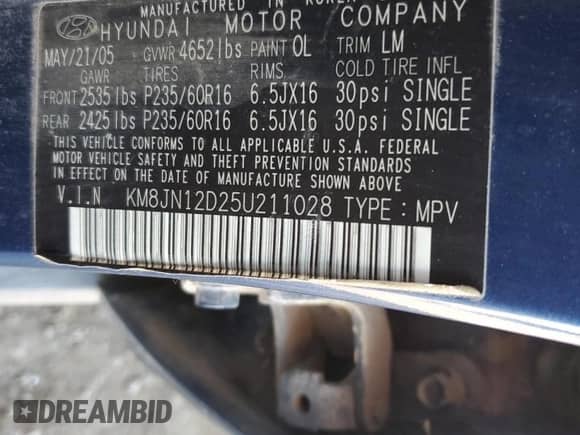 MANUFACTURED IN KOREA
HYUNDAI MOTOR COMPANY
MAY/21/05 GVWR 4652lbs PAINT OL TRIM LM
GAWR TIRES RIMS COLD TIRE INFL
FRONT 2535lbs P235/60R16 6.5JX16 30psi SINGLE
REAR 2425lbs P235/60R16 6.5JX16 30psi SINGLE
THIS VEHICLE CONFORMS TO ALL APPLICABLE U.S.A. FEDERAL
MOTOR VEHICLE SAFETY AND THEFT PREVENTION STANDARDS
IN EFFECT ON THE DATE OF MANUFACTURE SHOWN ABOVE
V.I.N KM8JN12D25U211028 TYPE : MPV
DREAMBID